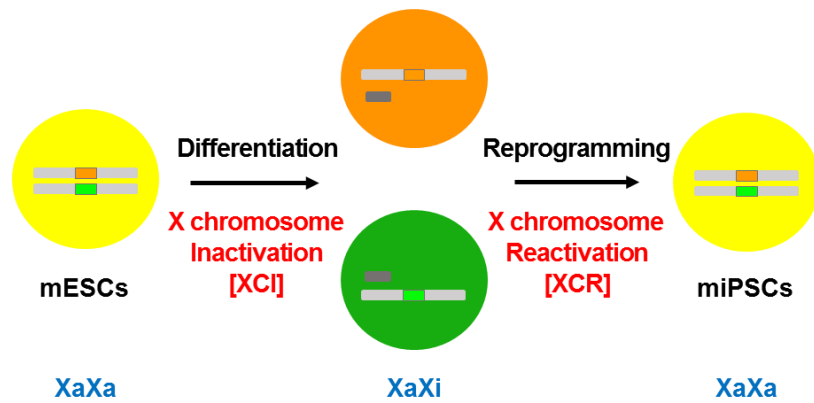 Differentiation
X chromosome
Inactivation
[XCI]
Reprogramming
X chromosome
Reactivation
[XCR]
mESCs
miPSCs
XaXa
XaXi
XaXa